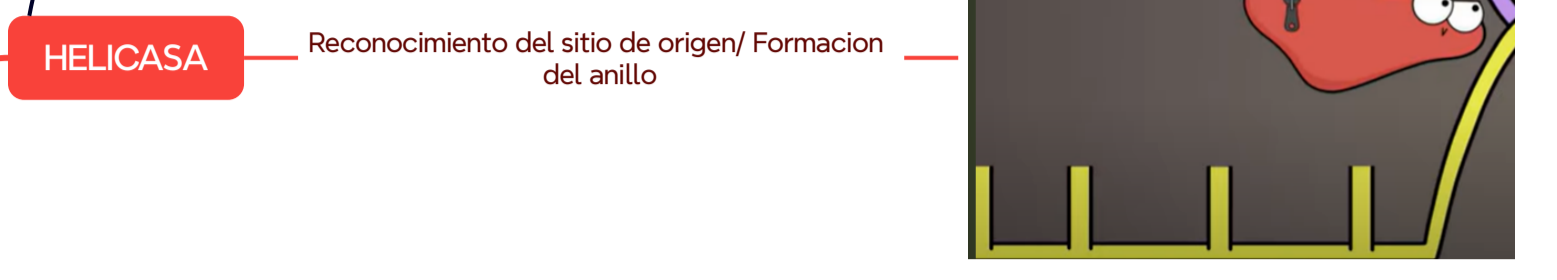 HELICASA
Reconocimiento del sitio de origen/ Formacion
del anillo